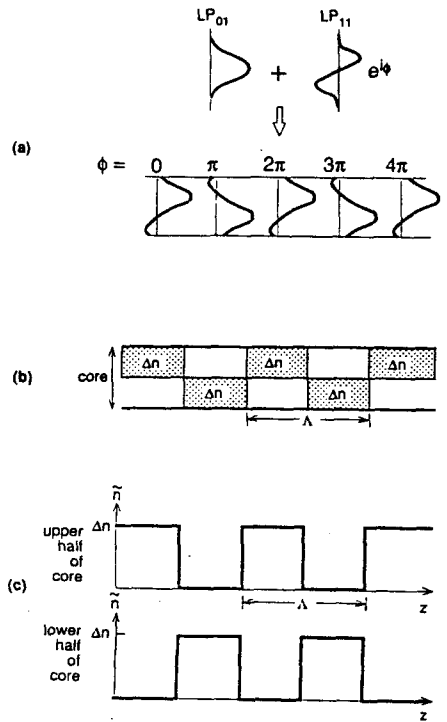 LP₀₁ LP₁₁
+ e^{iϕ}
(a)
ϕ = 0 π 2π 3π 4π
(b)
core Δn Δn Δn
Δn Δn
Λ
(c)
ñ
Δn
upper
half
of
core
Λ z
ñ
Δn
lower
half
of
core
z